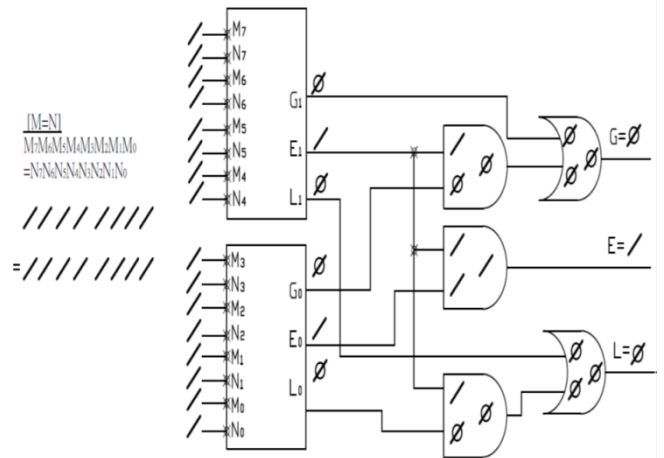 [M=N]
M₇M₆M₅M₄M₃M₂M₁M₀
=N₇N₆N₅N₄N₃N₂N₁N₀
//// ////
=//// ////
/ M₇
/ N₇
/ M₆
/ N₆
/ M₅
/ N₅
/ M₄
/ N₄
G₁ Ø
E₁ /
L₁ Ø
/ M₃
/ N₃
/ M₂
/ N₂
/ M₁
/ N₁
/ M₀
/ N₀
G₀ Ø
E₀ /
L₀ Ø
/
Ø
/
/ /
/ Ø
Ø
Ø
Ø Ø
G=Ø
E=/
Ø
Ø Ø
L=Ø